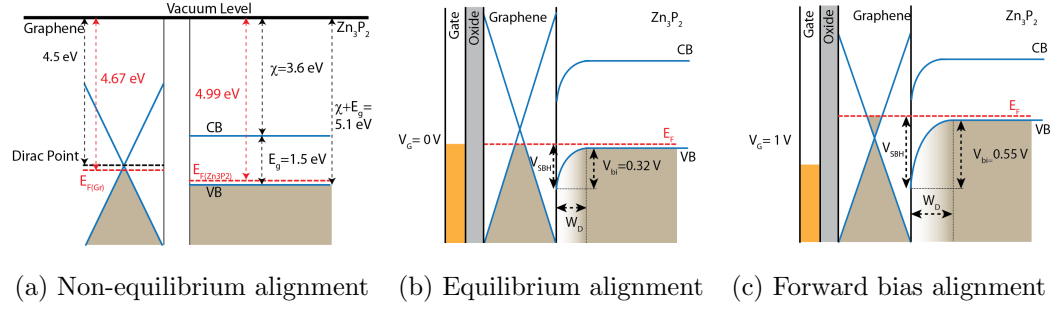 Vacuum Level
Graphene
Zn3P2
4.5 eV
4.67 eV
χ=3.6 eV
4.99 eV
χ+Eg=
5.1 eV
CB
Dirac Point
Eg=1.5 eV
EF(Gr)
EF(Zn3P2)
VB
(a) Non-equilibrium alignment
Gate
Oxide
Graphene
Zn3P2
CB
VG= 0V
EF
VB
VSBH
Vbi=0.32 V
WD
(b) Equilibrium alignment
Gate
Oxide
Graphene
Zn3P2
CB
EF
VG= 1V
VB
VSBH
Vbi=0.55 V
WD
(c) Forward bias alignment